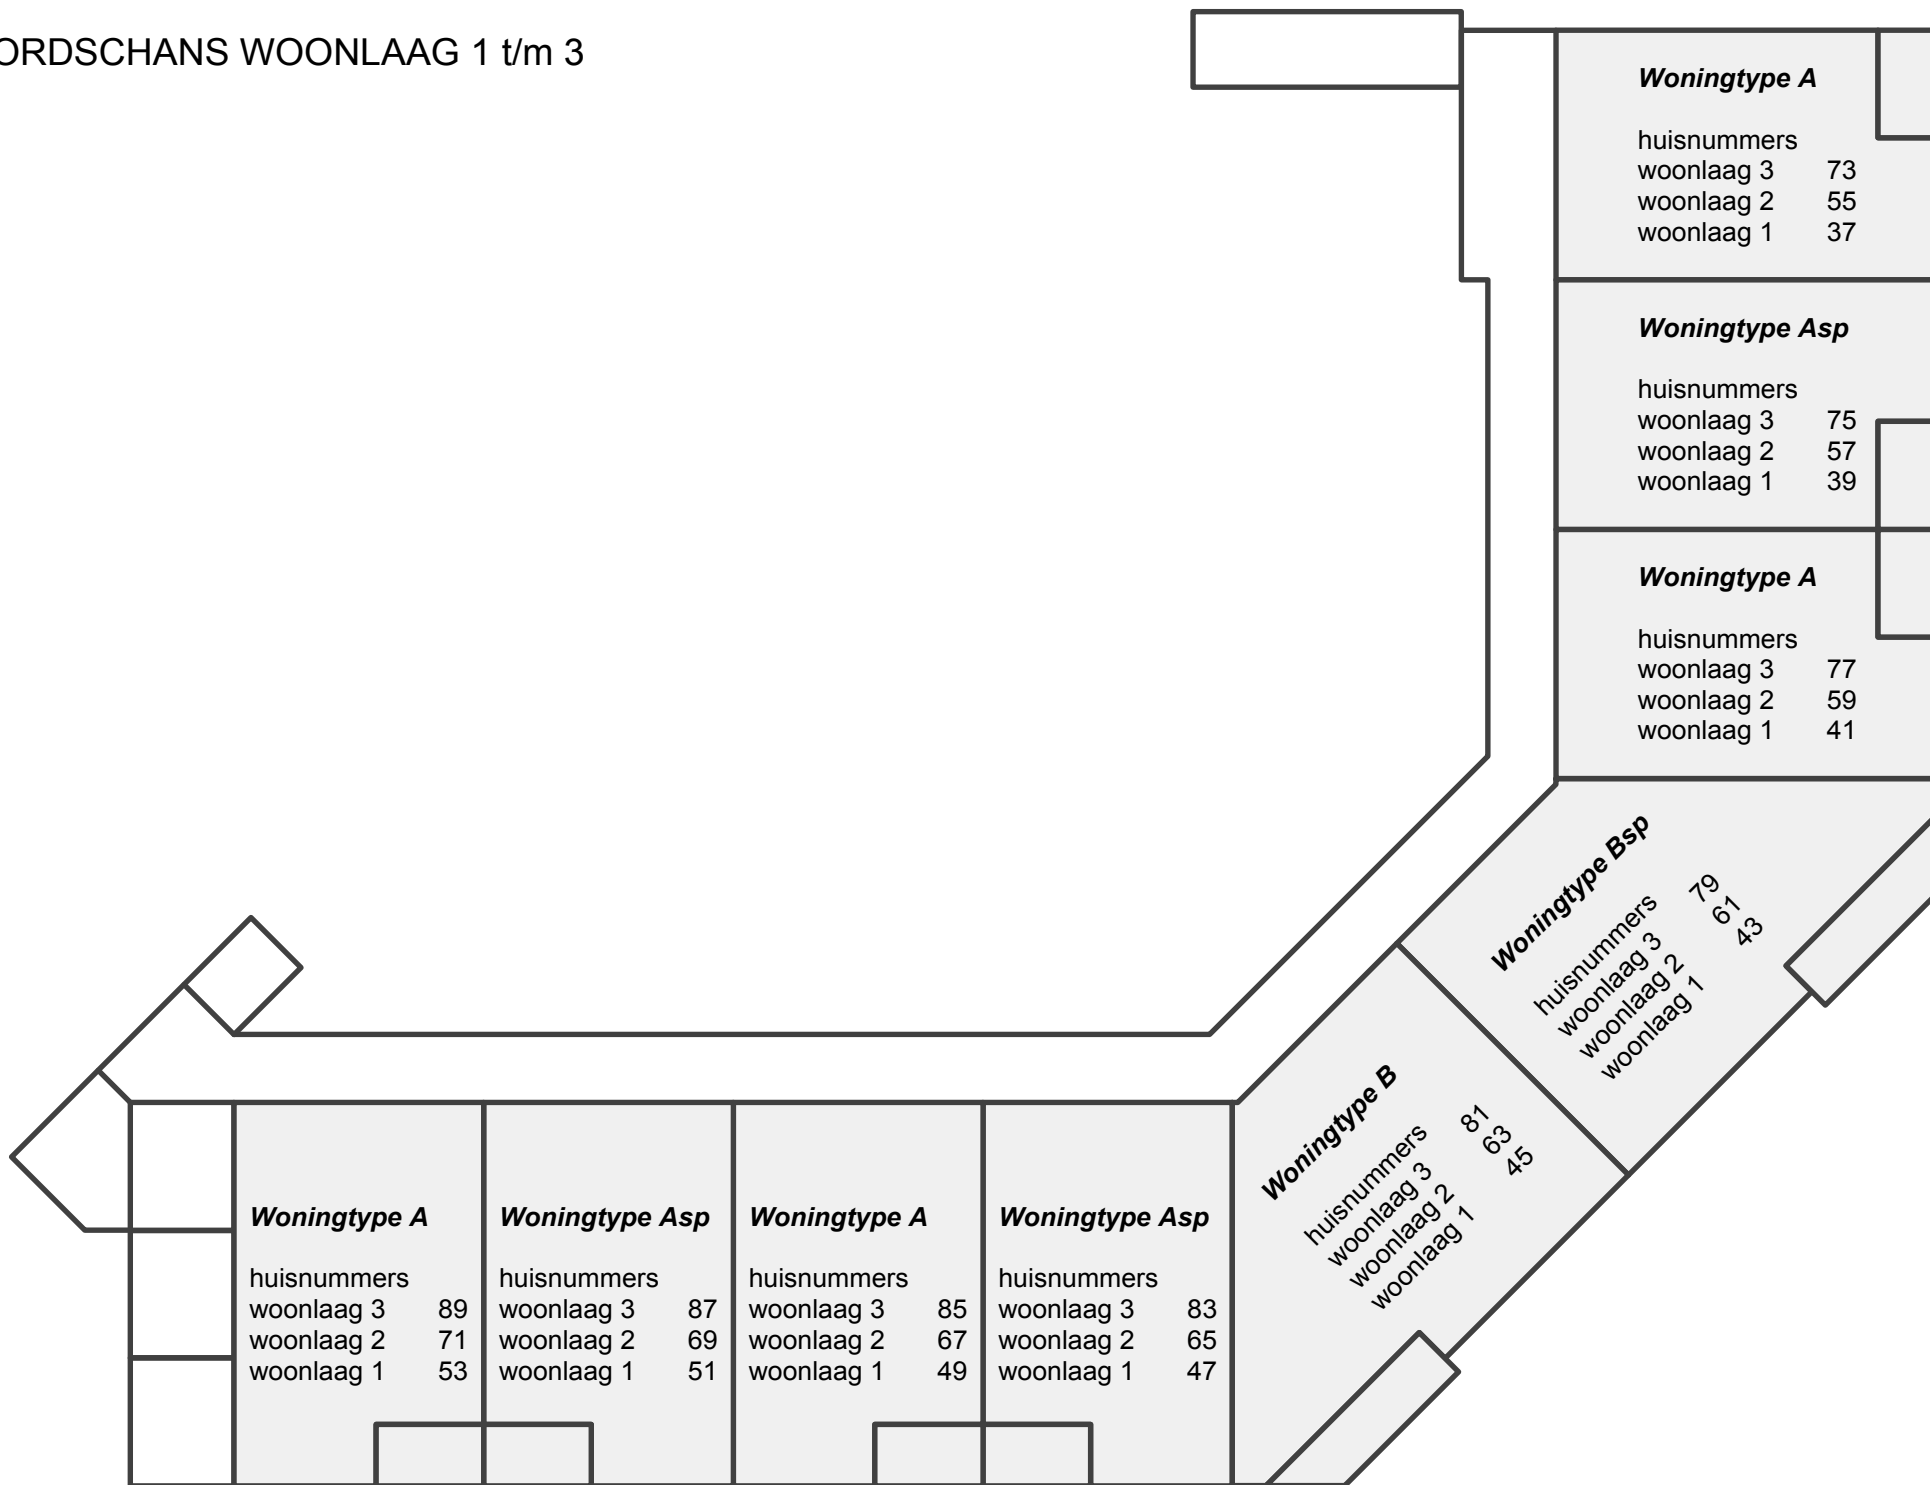 ORDSCHANS WOONLAAG 1 t/m 3
Woningtype A
huisnummers
woonlaag 3 73
woonlaag 2 55
woonlaag 1 37
Woningtype Asp
huisnummers
woonlaag 3 75
woonlaag 2 57
woonlaag 1 39
Woningtype A
huisnummers
woonlaag 3 77
woonlaag 2 59
woonlaag 1 41
Woningtype Bsp
huisnummers
woonlaag 3 79
woonlaag 2 61
woonlaag 1 43
Woningtype B
huisnummers
woonlaag 3 81
woonlaag 2 63
woonlaag 1 45
Woningtype A
huisnummers
woonlaag 3 89
woonlaag 2 71
woonlaag 1 53
Woningtype Asp
huisnummers
woonlaag 3 87
woonlaag 2 69
woonlaag 1 51
Woningtype A
huisnummers
woonlaag 3 85
woonlaag 2 67
woonlaag 1 49
Woningtype Asp
huisnummers
woonlaag 3 83
woonlaag 2 65
woonlaag 1 47